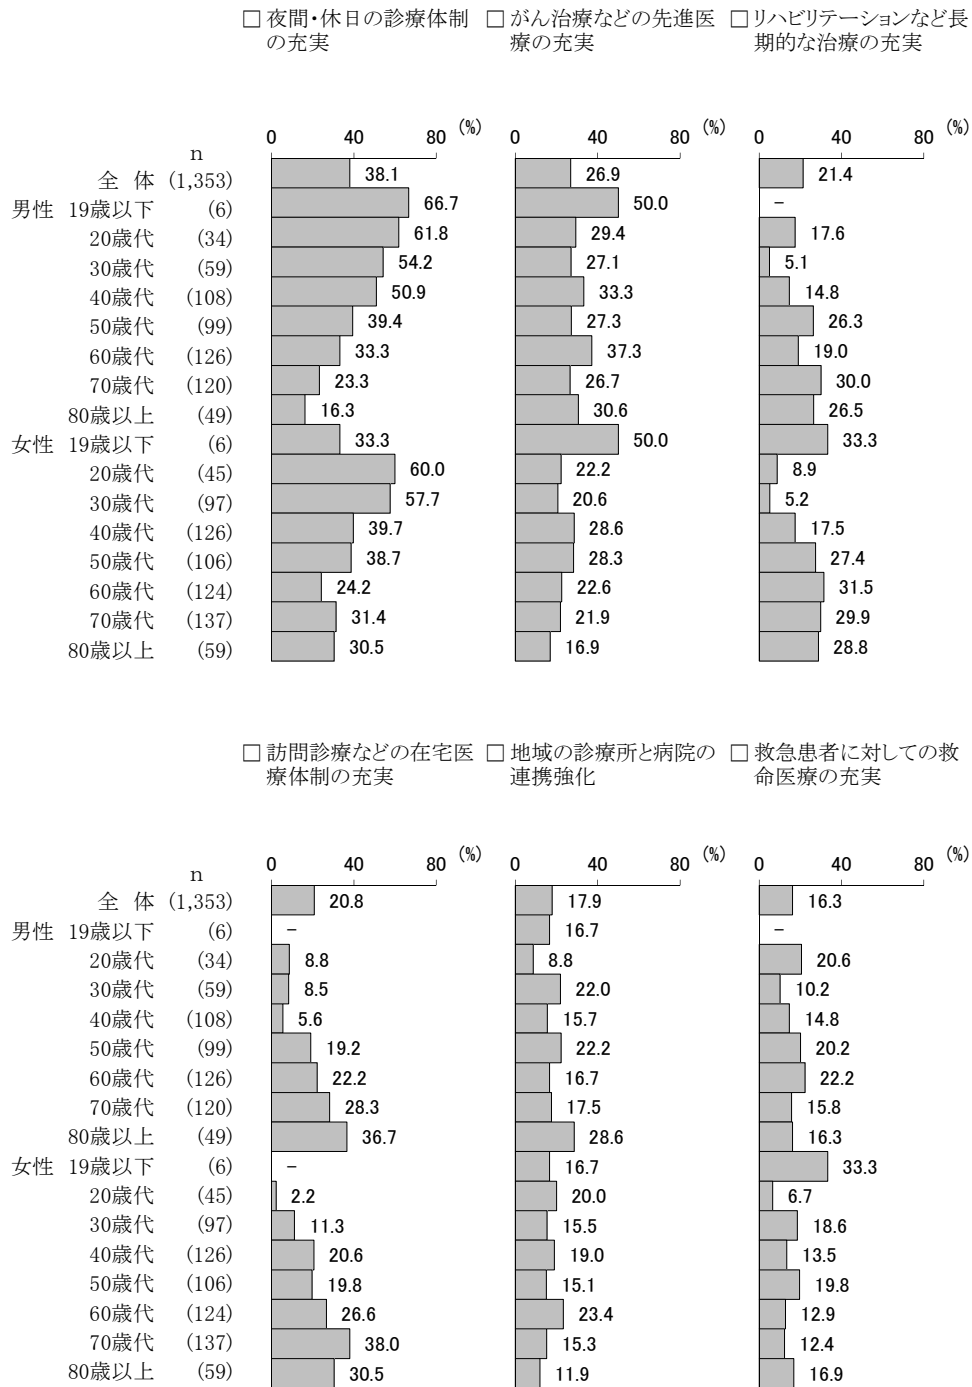 □ 夜間・休日の診療体制の充実
□ がん治療などの先進医療の充実
□ リハビリテーションなど長期的な治療の充実
0 40 80 (%) 0 40 80 (%) 0 40 80 (%)
n
全 体 (1,353) 38.1 26.9 21.4
男性 19歳以下 (6) 66.7 50.0 －
20歳代 (34) 61.8 29.4 17.6
30歳代 (59) 54.2 27.1 5.1
40歳代 (108) 50.9 33.3 14.8
50歳代 (99) 39.4 27.3 26.3
60歳代 (126) 33.3 37.3 19.0
70歳代 (120) 23.3 26.7 30.0
80歳以上 (49) 16.3 30.6 26.5
女性 19歳以下 (6) 33.3 50.0 33.3
20歳代 (45) 60.0 22.2 8.9
30歳代 (97) 57.7 20.6 5.2
40歳代 (126) 39.7 28.6 17.5
50歳代 (106) 38.7 28.3 27.4
60歳代 (124) 24.2 22.6 31.5
70歳代 (137) 31.4 21.9 29.9
80歳以上 (59) 30.5 16.9 28.8
□ 訪問診療などの在宅医療体制の充実
□ 地域の診療所と病院の連携強化
□ 救急患者に対しての救命医療の充実
0 40 80 (%) 0 40 80 (%) 0 40 80 (%)
n
全 体 (1,353) 20.8 17.9 16.3
男性 19歳以下 (6) － 16.7 －
20歳代 (34) 8.8 8.8 20.6
30歳代 (59) 8.5 22.0 10.2
40歳代 (108) 5.6 15.7 14.8
50歳代 (99) 19.2 22.2 20.2
60歳代 (126) 22.2 16.7 22.2
70歳代 (120) 28.3 17.5 15.8
80歳以上 (49) 36.7 28.6 16.3
女性 19歳以下 (6) － 16.7 33.3
20歳代 (45) 2.2 20.0 6.7
30歳代 (97) 11.3 15.5 18.6
40歳代 (126) 20.6 19.0 13.5
50歳代 (106) 19.8 15.1 19.8
60歳代 (124) 26.6 23.4 12.9
70歳代 (137) 38.0 15.3 12.4
80歳以上 (59) 30.5 11.9 16.9